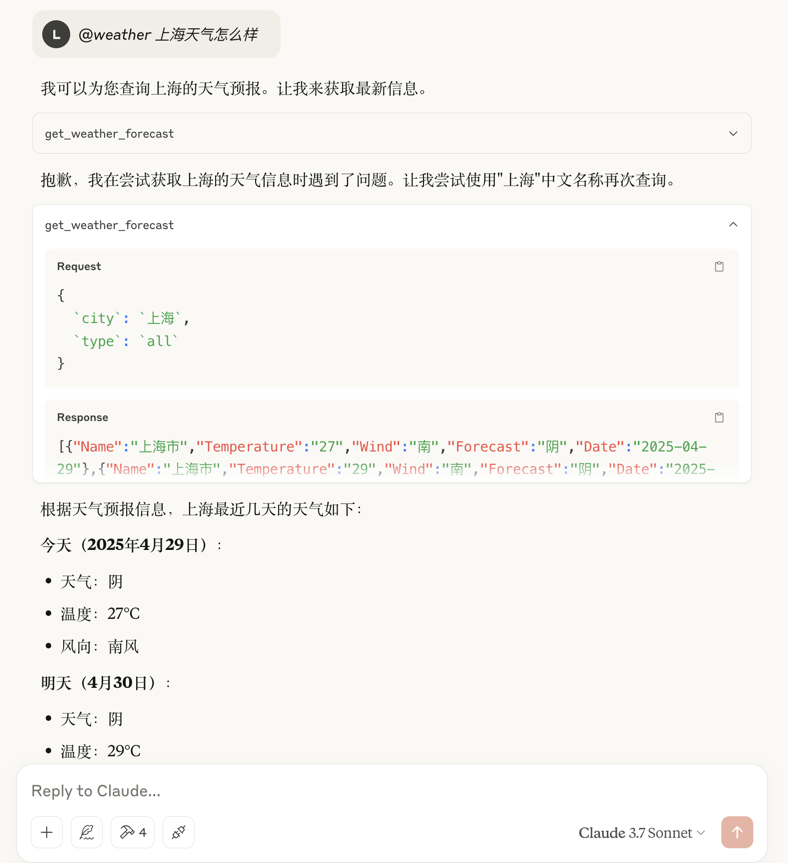 L @weather 上海天气怎么样
我可以为您查询上海的天气预报。让我来获取最新信息。
get_weather_forecast
抱歉，我在尝试获取上海的天气信息时遇到了问题。让我尝试使用"上海"中文名称再次查询。
get_weather_forecast
Request
{
`city`: `上海`,
`type`: `all`
}
Response
[{"Name":"上海市","Temperature":"27","Wind":"南","Forecast":"阴","Date":"2025-04-
29"},{"Name":"上海市","Temperature":"29","Wind":"南","Forecast":"阴","Date":"2025-
根据天气预报信息，上海最近几天的天气如下：
今天（2025年4月29日）：
• 天气：阴
• 温度：27°C
• 风向：南风
明天（4月30日）：
• 天气：阴
• 温度：29°C
Reply to Claude...
4
Claude 3.7 Sonnet